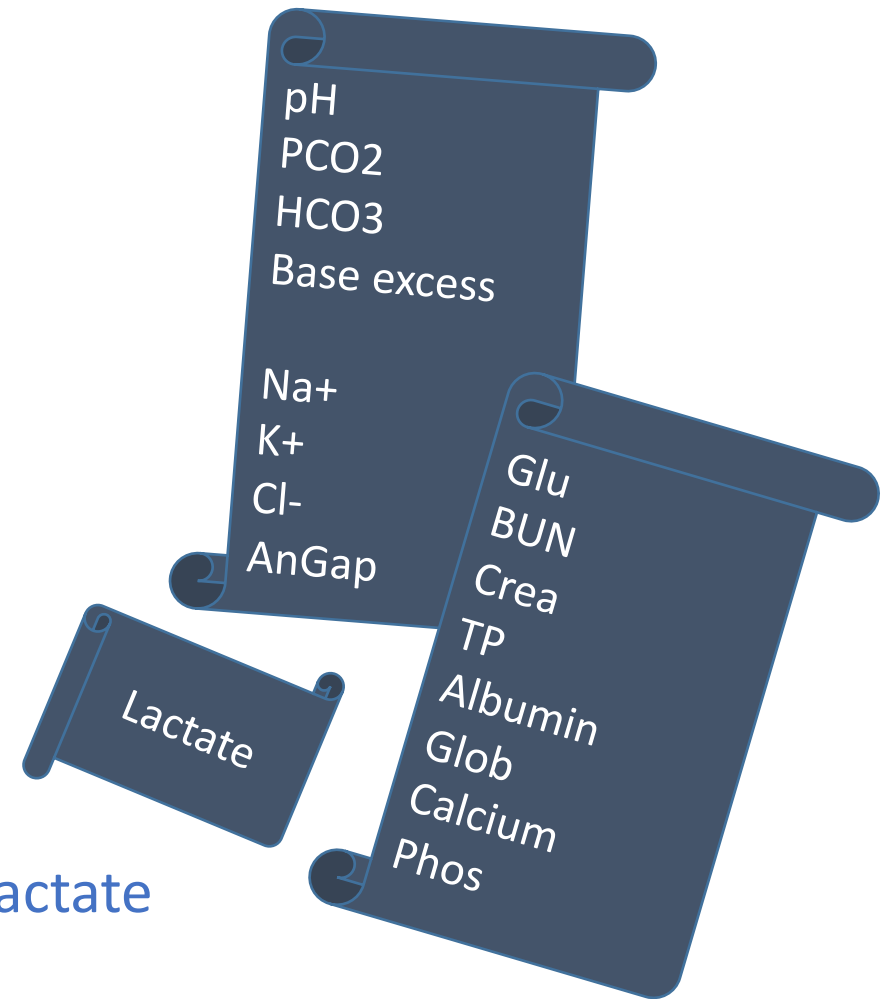 pH
PCO2
HCO3
Base excess
Na+
K+
Cl-
AnGap
Glu
BUN
Crea
TP
Albumin
Glob
Calcium
Phos
Lactate
actate